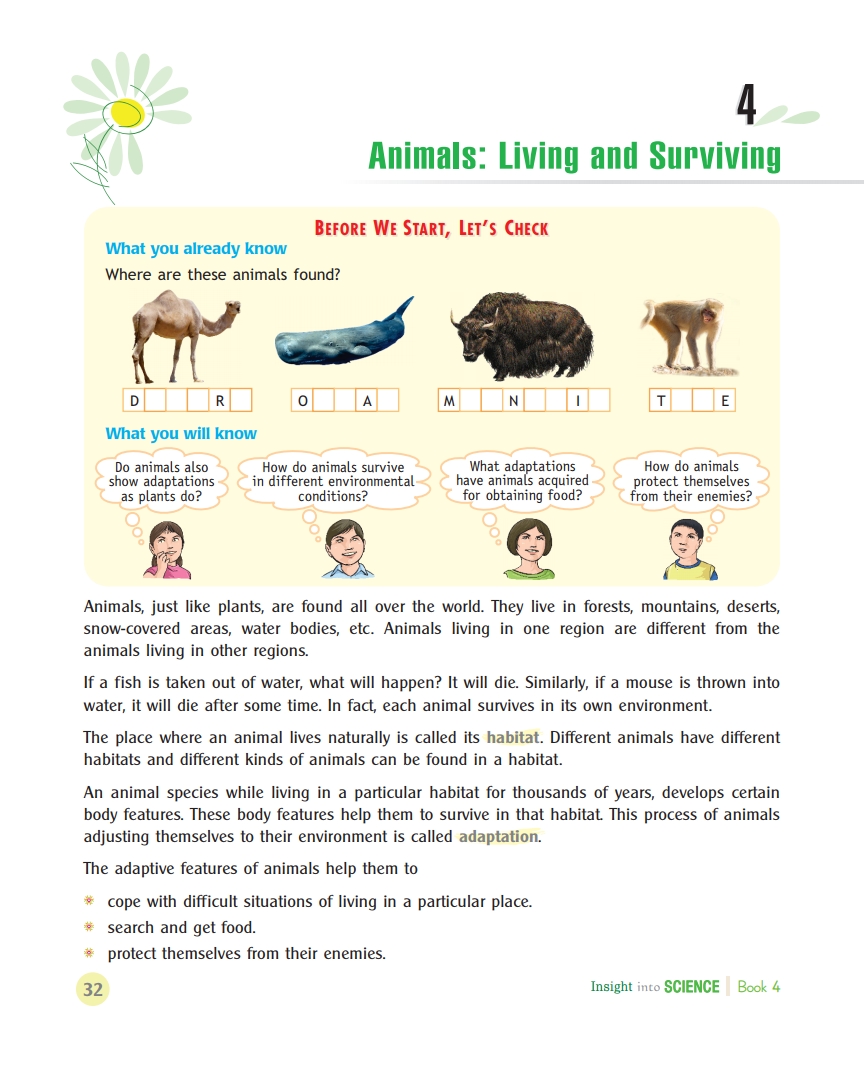 4
Animals: Living and Surviving
BEFORE WE START, LET'S CHECK
What you already know
Where are these animals found?
D R
O A
M N I
T E
What you will know
Do animals also
show adaptations
as plants do?
How do animals survive
in different environmental
conditions?
What adaptations
have animals acquired
for obtaining food?
How do animals
protect themselves
from their enemies?
Animals, just like plants, are found all over the world. They live in forests, mountains, deserts,
snow-covered areas, water bodies, etc. Animals living in one region are different from the
animals living in other regions.
If a fish is taken out of water, what will happen? It will die. Similarly, if a mouse is thrown into
water, it will die after some time. In fact, each animal survives in its own environment.
The place where an animal lives naturally is called its habitat. Different animals have different
habitats and different kinds of animals can be found in a habitat.
An animal species while living in a particular habitat for thousands of years, develops certain
body features. These body features help them to survive in that habitat. This process of animals
adjusting themselves to their environment is called adaptation.
The adaptive features of animals help them to
cope with difficult situations of living in a particular place.
search and get food.
protect themselves from their enemies.
32
Insight into SCIENCE Book 4